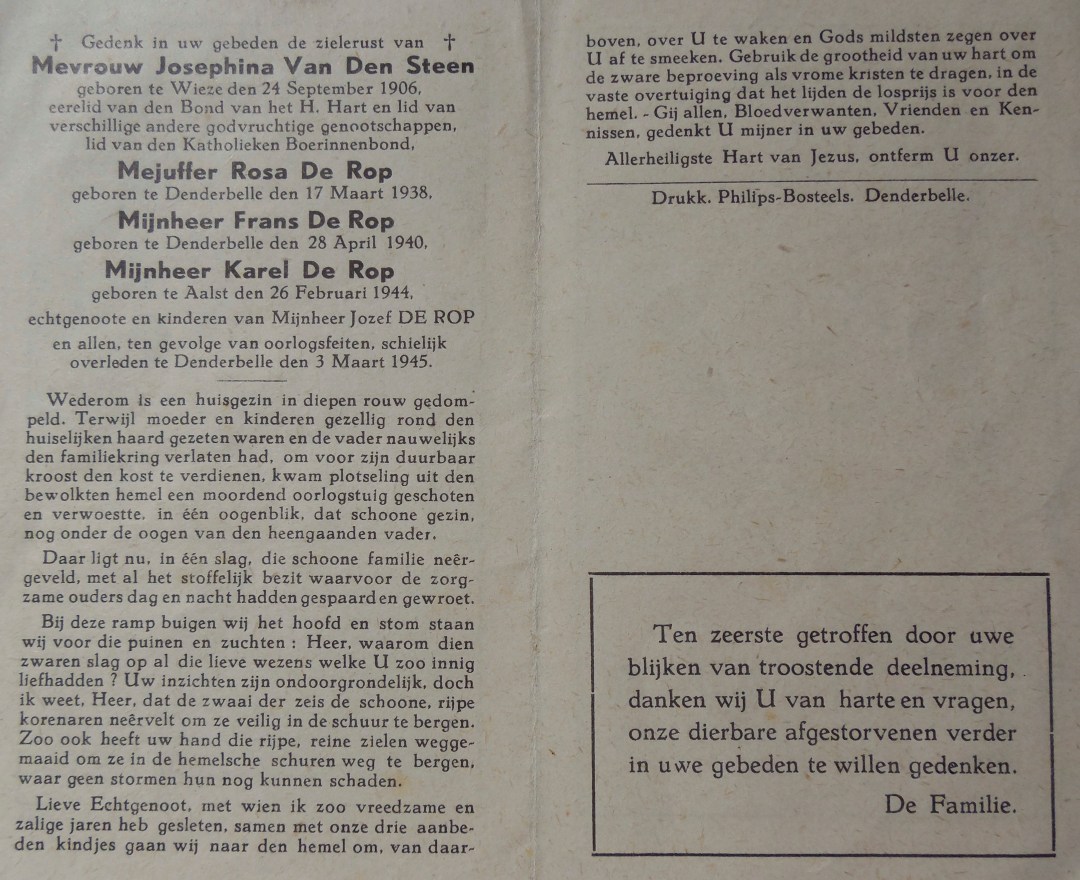 † Gedenk in uw gebeden de zielerust van †
Mevrouw Josephina Van Den Steen
geboren te Wieze den 24 September 1906,
eerelid van den Bond van het H. Hart en lid van
verschillige andere godvruchtige genootschappen,
lid van den Katholieken Boerinnenbond,
Mejuffer Rosa De Rop
geboren te Denderbelle den 17 Maart 1938,
Mijnheer Frans De Rop
geboren te Denderbelle den 28 April 1940,
Mijnheer Karel De Rop
geboren te Aalst den 26 Februari 1944,
echtgenoote en kinderen van Mijnheer Jozef DE ROP
en allen, ten gevolge van oorlogsfeiten, schielijk
overleden te Denderbelle den 3 Maart 1945.
Wederom is een huisgezin in diepen rouw gedom-
peld. Terwijl moeder en kinderen gezellig rond den
huiselijken haard gezeten waren en de vader nauwelijks
den familiekring verlaten had, om voor zijn duurbaar
kroost den kost te verdienen, kwam plotseling uit den
bewolkten hemel een moordend oorlogstuig geschoten
en verwoestte, in één oogenblik, dat schoone gezin,
nog onder de oogen van den heengaanden vader.
Daar ligt nu, in één slag, die schoone familie neêr-
geveld, met al het stoffelijk bezit waarvoor de zorg-
zame ouders dag en nacht hadden gespaard en gewroet.
Bij deze ramp buigen wij het hoofd en stom staan
wij voor die puinen en zuchten : Heer, waarom dien
zwaren slag op al die lieve wezens welke U zoo innig
liefhadden ? Uw inzichten zijn ondoorgrondelijk, doch
ik weet, Heer, dat de zwaai der zeis de schoone, rijpe
korenaren neêrvelt om ze veilig in de schuur te bergen.
Zoo ook heeft uw hand die rijpe, reine zielen wegge-
maaid om ze in de hemelsche schuren weg te bergen,
waar geen stormen hun nog kunnen schaden.
Lieve Echtgenoot, met wien ik zoo vreedzame en
zalige jaren heb gesleten, samen met onze drie aanbe-
den kindjes gaan wij naar den hemel om, van daar-
boven, over U te waken en Gods mildsten zegen over
U af te smeeken. Gebruik de grootheid van uw hart om
de zware beproeving als vrome kristen te dragen, in de
vaste overtuiging dat het lijden de losprijs is voor den
hemel. - Gij allen, Bloedverwanten, Vrienden en Ken-
nissen, gedenkt U mijner in uw gebeden.
Allerheiligste Hart van Jezus, ontferm U onzer.
Drukk. Philips-Bosteels. Denderbelle.
Ten zeerste getroffen door uwe
blijken van troostende deelneming,
danken wij U van harte en vragen,
onze dierbare afgestorvenen verder
in uwe gebeden te willen gedenken.
De Familie.